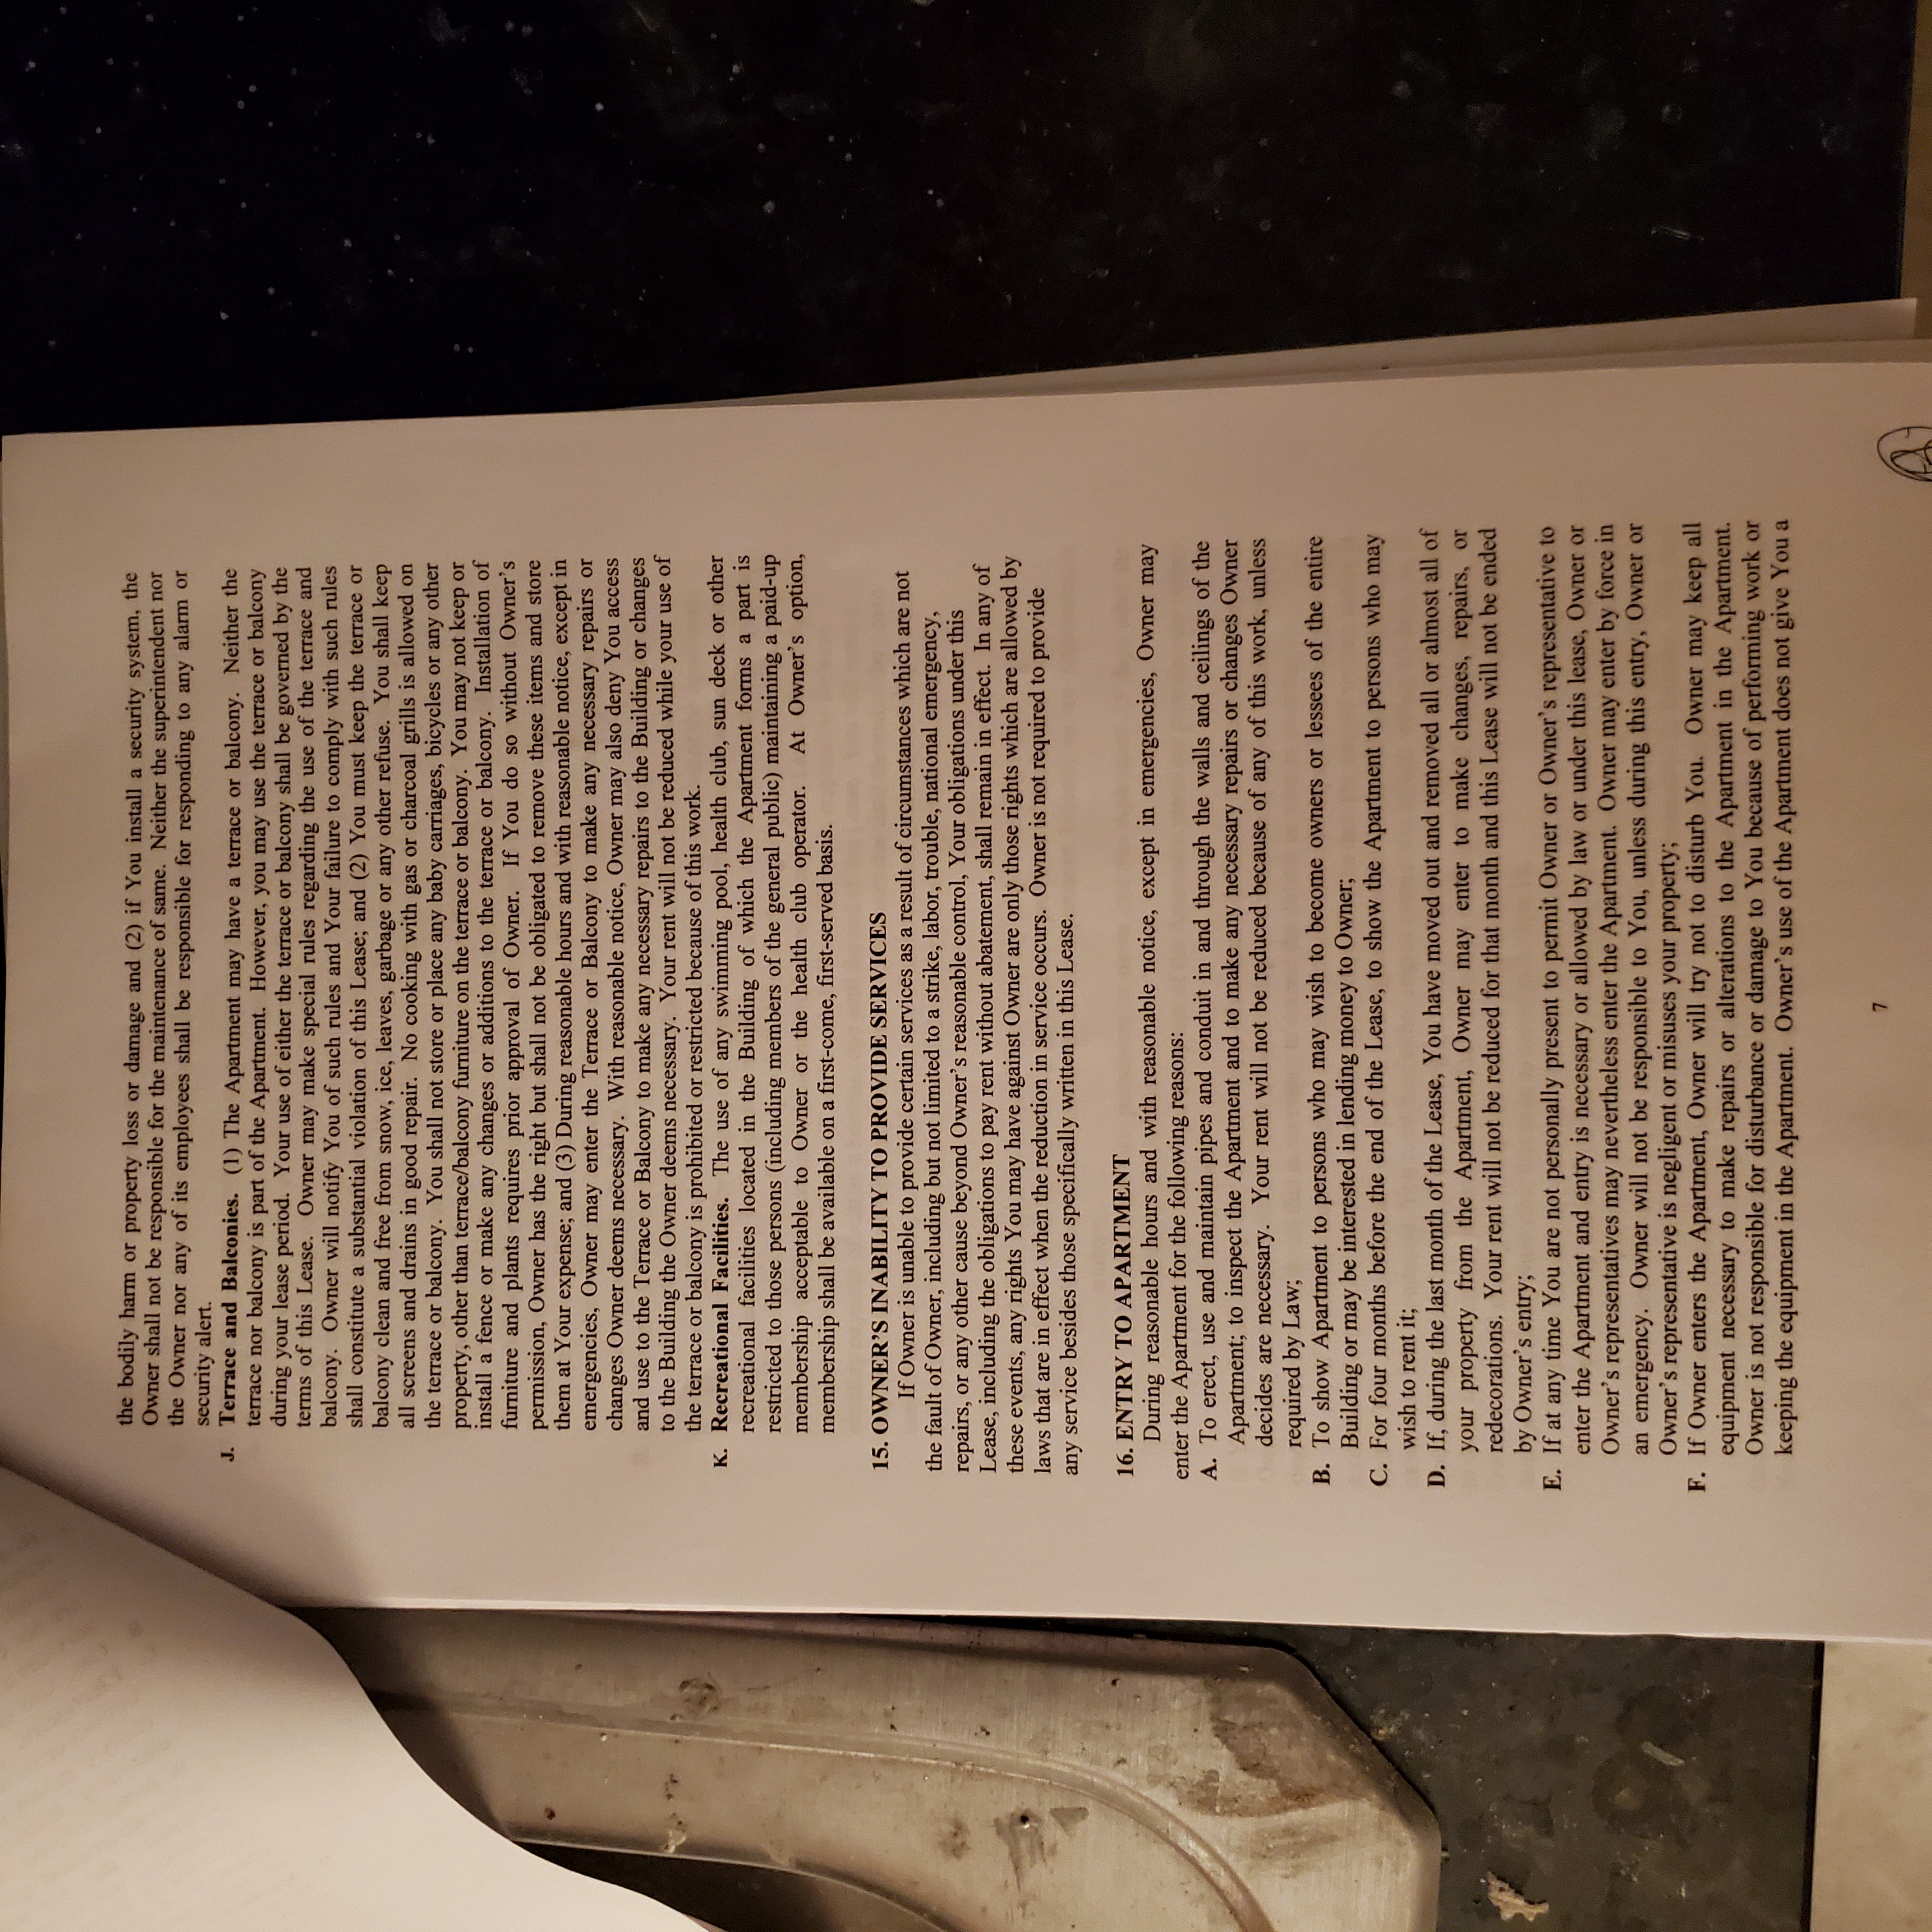 the bodily harm or property loss or damage and (2) if You install a security system, the
Owner shall not be responsible for the maintenance of same. Neither the superintendent nor
the Owner nor any of its employees shall be responsible for responding to any alarm or
security alert.
J. Terrace and Balconies. (1) The Apartment may have a terrace or balcony. Neither the
terrace nor balcony is part of the Apartment. However, you may use the terrace or balcony
during your lease period. Your use of either the terrace or balcony shall be governed by the
terms of this Lease. Owner may make special rules regarding the use of the terrace and
balcony. Owner will notify You of such rules and Your failure to comply with such rules
shall constitute a substantial violation of this Lease; and (2) You must keep the terrace or
balcony clean and free from snow, ice, leaves, garbage or any other refuse. You shall keep
all screens and drains in good repair. No cooking with gas or charcoal grills is allowed on
the terrace or balcony. You shall not store or place any baby carriages, bicycles or any other
property, other than terrace/balcony furniture on the terrace or balcony. You may not keep or
install a fence or make any changes or additions to the terrace or balcony. Installation of
furniture and plants requires prior approval of Owner. If You do so without Owner's
permission, Owner has the right but shall not be obligated to remove these items and store
them at Your expense; and (3) During reasonable hours and with reasonable notice, except in
emergencies, Owner may enter the Terrace or Balcony to make any necessary repairs or
changes Owner deems necessary. With reasonable notice, Owner may also deny You access
and use to the Terrace or Balcony to make any necessary repairs to the Building or changes
to the Building the Owner deems necessary. Your rent will not be reduced while your use of
the terrace or balcony is prohibited or restricted because of this work.
K. Recreational Facilities. The use of any swimming pool, health club, sun deck or other
recreational facilities located in the Building of which the Apartment forms a part is
restricted to those persons (including members of the general public) maintaining a paid-up
membership acceptable to Owner or the health club operator. At Owner's option,
membership shall be available on a first-come, first-served basis.
15. OWNER'S INABILITY TO PROVIDE SERVICES
If Owner is unable to provide certain services as a result of circumstances which are not
the fault of Owner, including but not limited to a strike, labor, trouble, national emergency,
repairs, or any other cause beyond Owner's reasonable control, Your obligations under this
Lease, including the obligations to pay rent without abatement, shall remain in effect. In any of
these events, any rights You may have against Owner are only those rights which are allowed by
laws that are in effect when the reduction in service occurs. Owner is not required to provide
any service besides those specifically written in this Lease.
16. ENTRY TO APARTMENT
During reasonable hours and with reasonable notice, except in emergencies, Owner may
enter the Apartment for the following reasons:
A. To erect, use and maintain pipes and conduit in and through the walls and ceilings of the
Apartment; to inspect the Apartment and to make any necessary repairs or changes Owner
decides are necessary. Your rent will not be reduced because of any of this work, unless
required by Law;
B. To show Apartment to persons who may wish to become owners or lessees of the entire
Building or may be interested in lending money to Owner;
C. For four months before the end of the Lease, to show the Apartment to persons who may
wish to rent it;
D. If, during the last month of the Lease, You have moved out and removed all or almost all of
your property from the Apartment, Owner may enter to make changes, repairs, or
redecorations. Your rent will not be reduced for that month and this Lease will not be ended
by Owner's entry;
E. If at any time You are not personally present to permit Owner or Owner's representative to
enter the Apartment and entry is necessary or allowed by law or under this lease, Owner or
Owner's representatives may nevertheless enter the Apartment. Owner may enter by force in
an emergency. Owner will not be responsible to You, unless during this entry, Owner or
Owner's representative is negligent or misuses your property;
F. If Owner enters the Apartment, Owner will try not to disturb You. Owner may keep all
equipment necessary to make repairs or alterations to the Apartment in the Apartment.
Owner is not responsible for disturbance or damage to You because of performing work or
keeping the equipment in the Apartment. Owner's use of the Apartment does not give You a
7